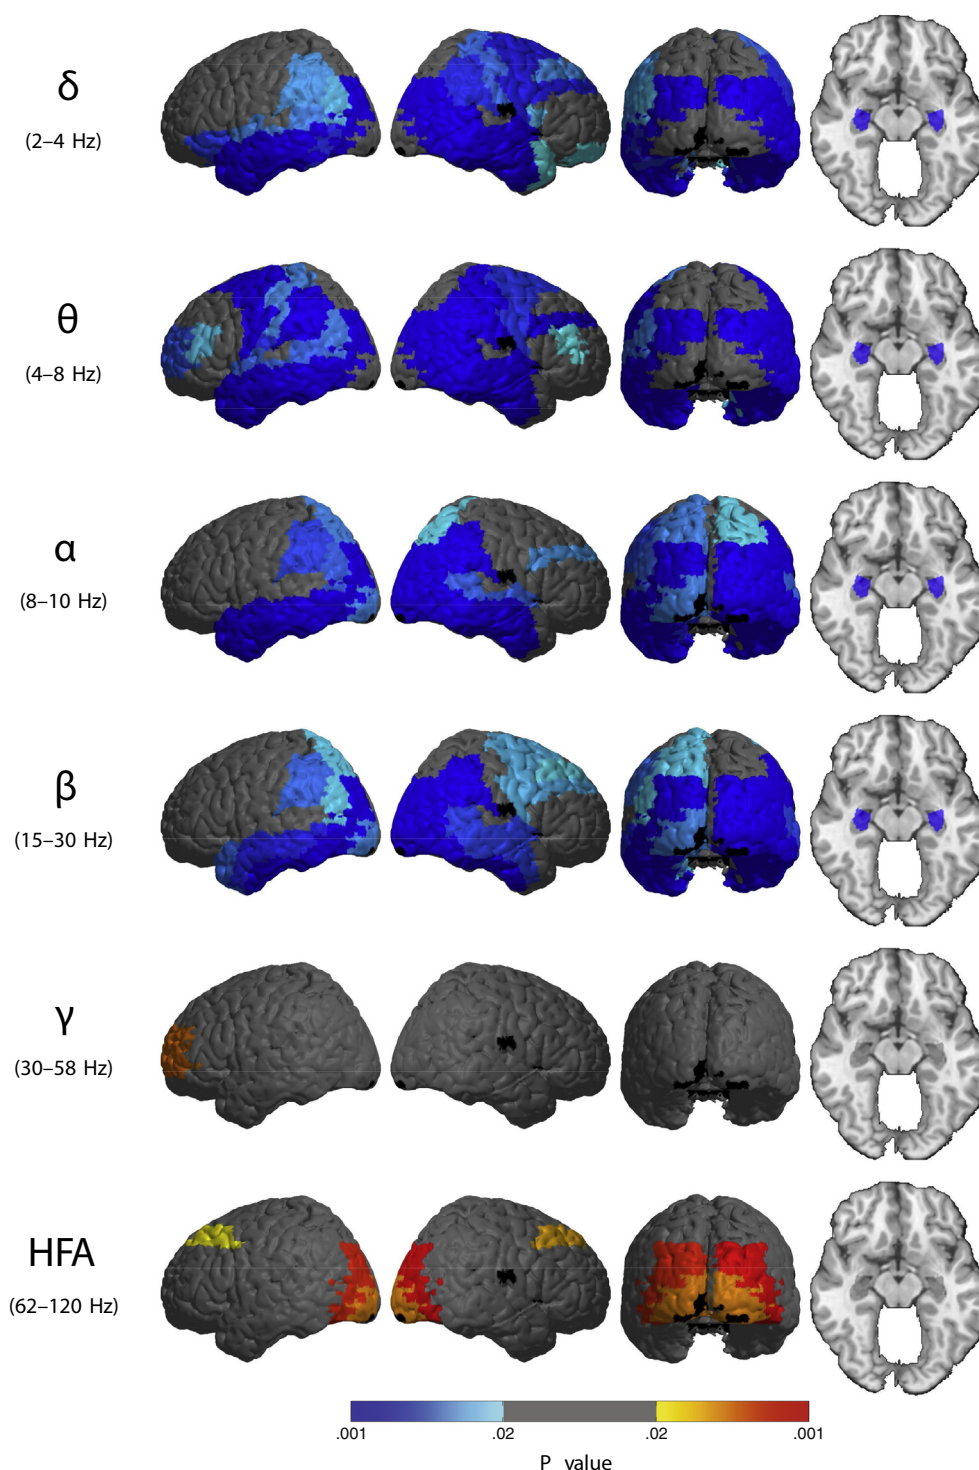 δ
(2–4 Hz)
θ
(4–8 Hz)
α
(8–10 Hz)
β
(15–30 Hz)
γ
(30–58 Hz)
HFA
(62–120 Hz)
.001 .02 .02 .001
P value